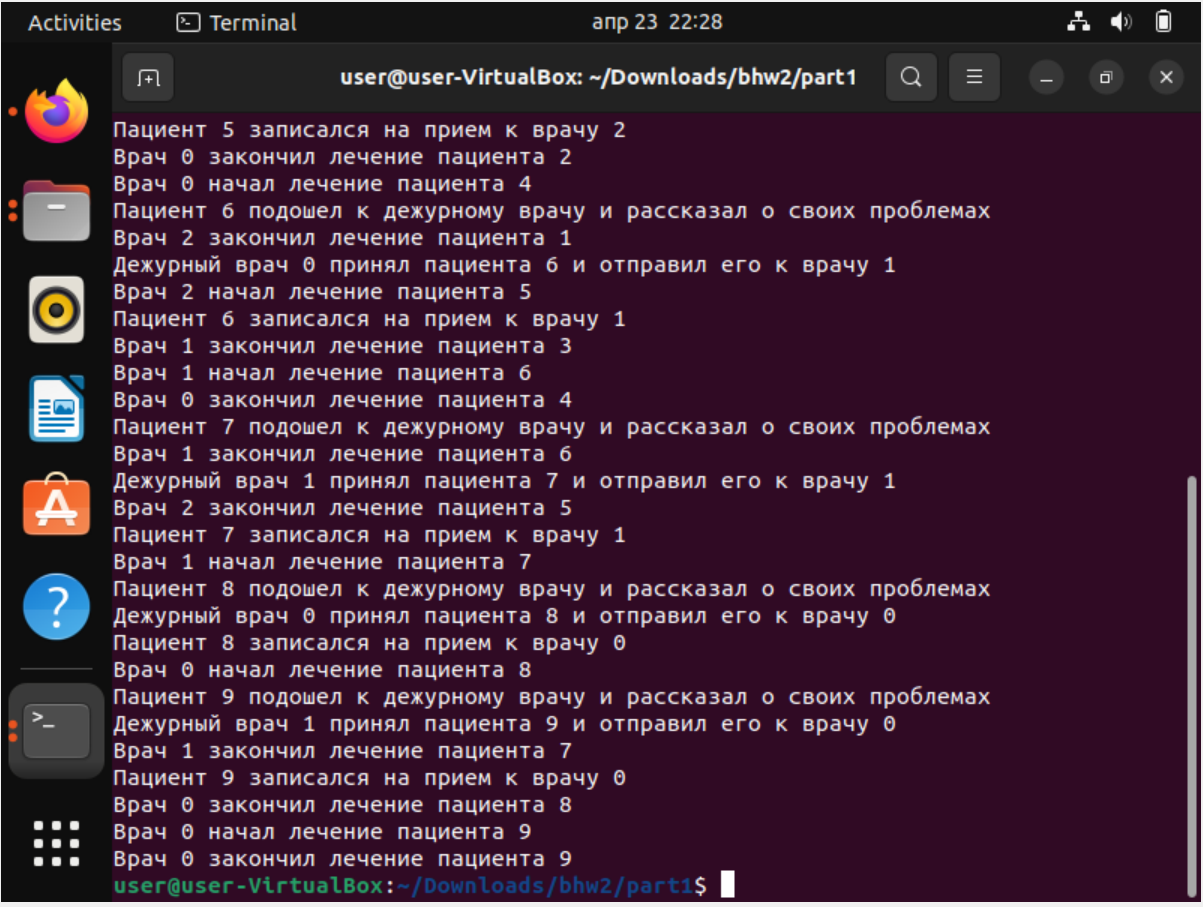 Activities
Terminal
апр 23 22:28
user@user-VirtualBox: ~/Downloads/bhw2/part1
Пациент 5 записался на прием к врачу 2
Врач 0 закончил лечение пациента 2
Врач 0 начал лечение пациента 4
Пациент 6 подошел к дежурному врачу и рассказал о своих проблемах
Врач 2 закончил лечение пациента 1
Дежурный врач 0 принял пациента 6 и отправил его к врачу 1
Врач 2 начал лечение пациента 5
Пациент 6 записался на прием к врачу 1
Врач 1 закончил лечение пациента 3
Врач 1 начал лечение пациента 6
Врач 0 закончил лечение пациента 4
Пациент 7 подошел к дежурному врачу и рассказал о своих проблемах
Врач 1 закончил лечение пациента 6
Дежурный врач 1 принял пациента 7 и отправил его к врачу 1
Врач 2 закончил лечение пациента 5
Пациент 7 записался на прием к врачу 1
Врач 1 начал лечение пациента 7
Пациент 8 подошел к дежурному врачу и рассказал о своих проблемах
Дежурный врач 0 принял пациента 8 и отправил его к врачу 0
Пациент 8 записался на прием к врачу 0
Врач 0 начал лечение пациента 8
Пациент 9 подошел к дежурному врачу и рассказал о своих проблемах
Дежурный врач 1 принял пациента 9 и отправил его к врачу 0
Врач 1 закончил лечение пациента 7
Пациент 9 записался на прием к врачу 0
Врач 0 закончил лечение пациента 8
Врач 0 начал лечение пациента 9
Врач 0 закончил лечение пациента 9
user@user-VirtualBox:~/Downloads/bhw2/part1$